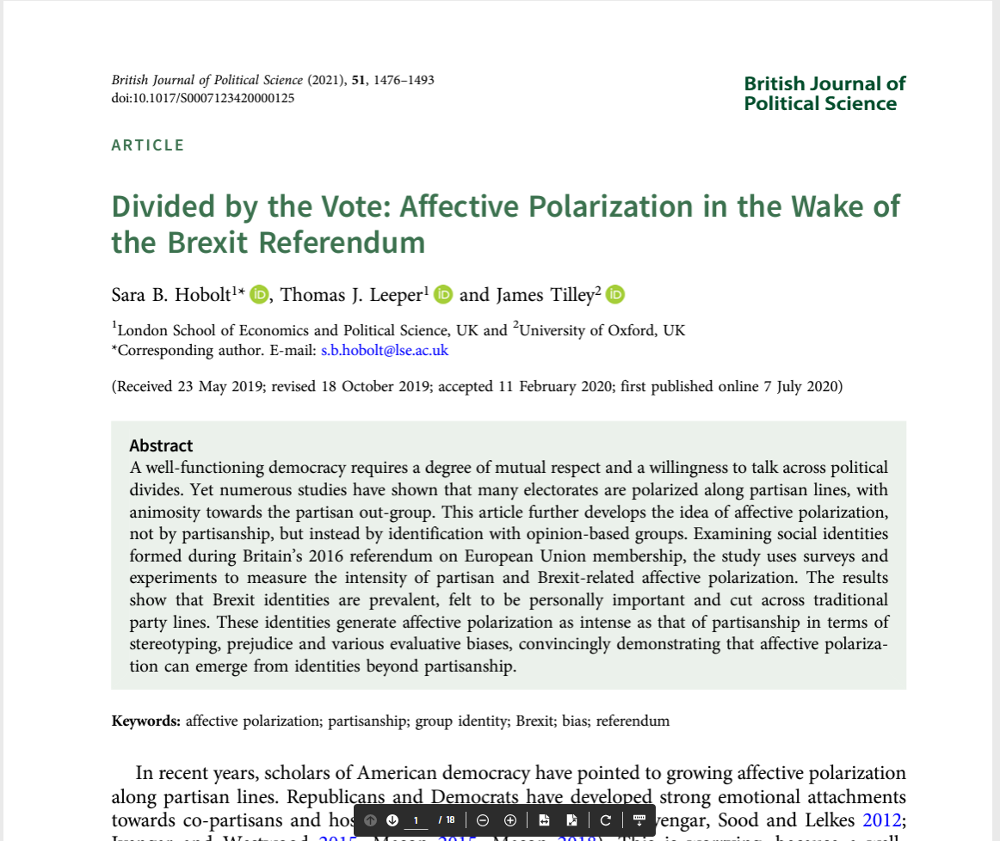 British Journal of Political Science (2021), 51, 1476–1493
doi:10.1017/S0007123420000125
British Journal of
Political Science
ARTICLE
Divided by the Vote: Affective Polarization in the Wake of
the Brexit Referendum
Sara B. Hobolt1* iD, Thomas J. Leeper1 iD and James Tilley2 iD
1London School of Economics and Political Science, UK and 2University of Oxford, UK
*Corresponding author. E-mail: s.b.hobolt@lse.ac.uk
(Received 23 May 2019; revised 18 October 2019; accepted 11 February 2020; first published online 7 July 2020)
Abstract
A well-functioning democracy requires a degree of mutual respect and a willingness to talk across political
divides. Yet numerous studies have shown that many electorates are polarized along partisan lines, with
animosity towards the partisan out-group. This article further develops the idea of affective polarization,
not by partisanship, but instead by identification with opinion-based groups. Examining social identities
formed during Britain's 2016 referendum on European Union membership, the study uses surveys and
experiments to measure the intensity of partisan and Brexit-related affective polarization. The results
show that Brexit identities are prevalent, felt to be personally important and cut across traditional
party lines. These identities generate affective polarization as intense as that of partisanship in terms of
stereotyping, prejudice and various evaluative biases, convincingly demonstrating that affective polariza-
tion can emerge from identities beyond partisanship.
Keywords: affective polarization; partisanship; group identity; Brexit; bias; referendum
In recent years, scholars of American democracy have pointed to growing affective polarization
along partisan lines. Republicans and Democrats have developed strong emotional attachments
towards co-partisans and Sood and Lelkes 2012;
1 / 18